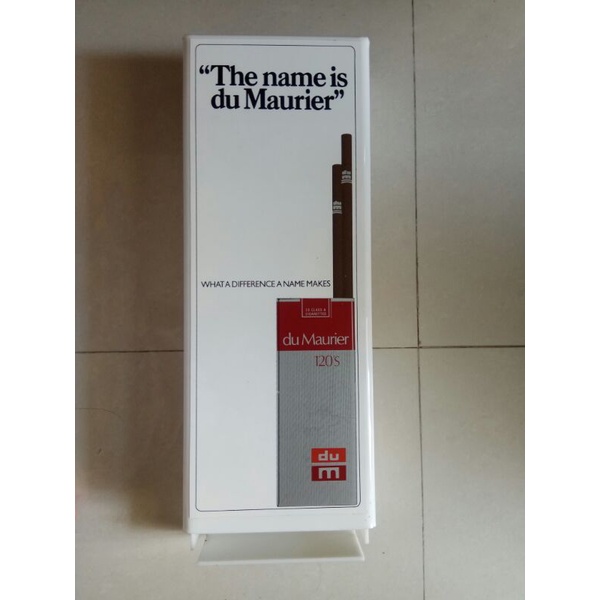 “The name is
du Maurier”
WHAT A DIFFERENCE A NAME MAKES
du Maurier
120's
du
m